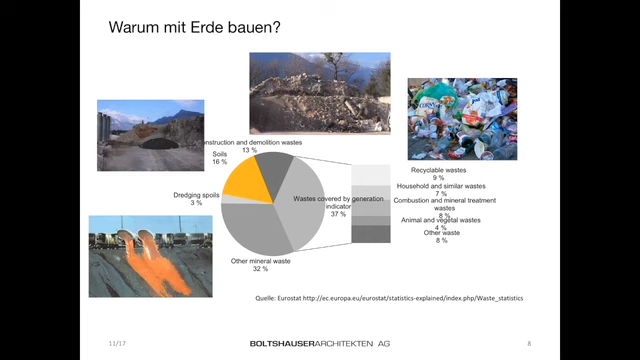 Warum mit Erde bauen?
onstruction and demolition wastes
13 %
Soils
16 %
Dredging spoils
3 %
Other mineral waste
32 %
Wastes covered by generation
indicator
37 %
Recyclable wastes
9 %
Household and similar wastes
7 %
Combustion and mineral treatment
wastes
8 %
Animal and vegetal wastes
4 %
Other waste
8 %
Quelle: Eurostat http://ec.europa.eu/eurostat/statistics-explained/index.php/Waste_statistics
11/17
BOLTSHAUSERARCHITEKTEN AG
8